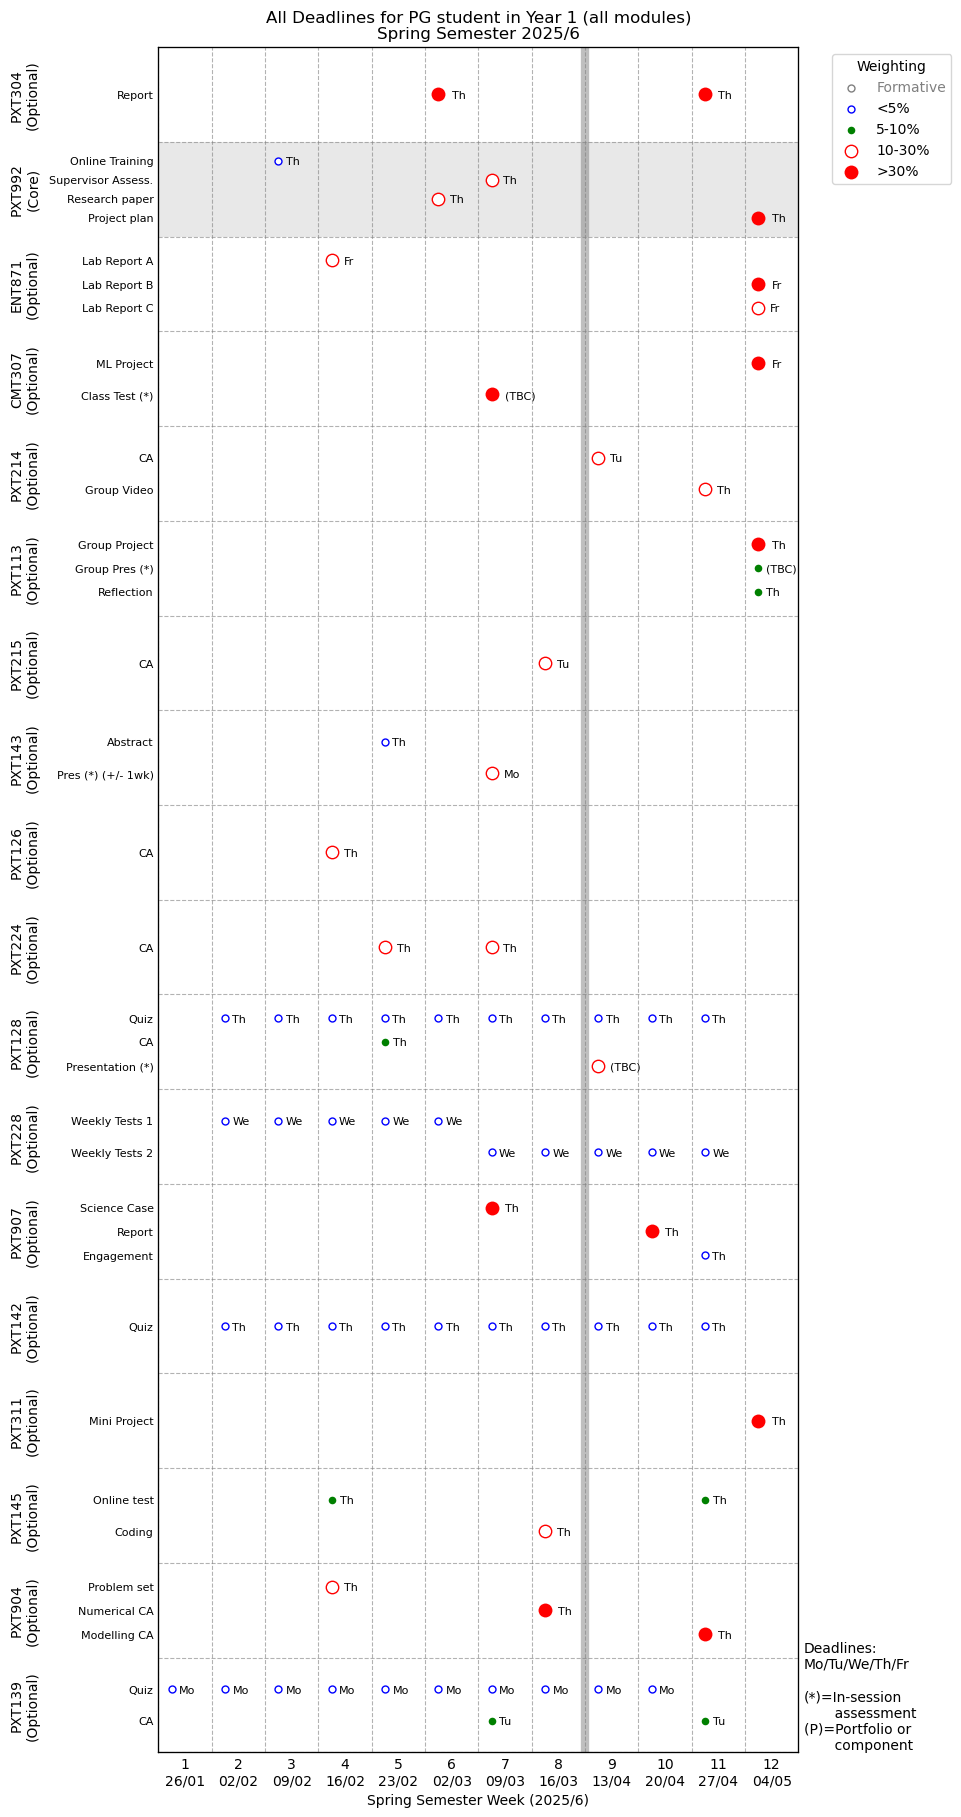 All Deadlines for PG student in Year 1 (all modules)
Spring Semester 2025/6
Weighting
Formative
<5%
5-10%
10-30%
>30%
PXT304
(Optional)
Report Th Th
PXT992
(Core)
Online Training Th
Supervisor Assess. Th
Research paper Th
Project plan Th
ENT871
(Optional)
Lab Report A Fr
Lab Report B Fr
Lab Report C Fr
CMT307
(Optional)
ML Project Fr
Class Test (*) (TBC)
PXT214
(Optional)
CA Tu
Group Video Th
PXT113
(Optional)
Group Project Th
Group Pres (*) (TBC)
Reflection Th
PXT215
(Optional)
CA Tu
PXT143
(Optional)
Abstract Th
Pres (*) (+/- 1wk) Mo
PXT126
(Optional)
CA Th
PXT224
(Optional)
CA Th Th
PXT128
(Optional)
Quiz Th Th Th Th Th Th Th Th Th Th
CA Th
Presentation (*) (TBC)
PXT228
(Optional)
Weekly Tests 1 We We We We We
Weekly Tests 2 We We We We We
PXT907
(Optional)
Science Case Th
Report Th
Engagement Th
PXT142
(Optional)
Quiz Th Th Th Th Th Th Th Th Th Th
PXT311
(Optional)
Mini Project Th
PXT145
(Optional)
Online test Th Th
Coding Th
PXT904
(Optional)
Problem set Th
Numerical CA Th
Modelling CA Th
PXT139
(Optional)
Quiz Mo Mo Mo Mo Mo Mo Mo Mo Mo Mo
CA Tu Tu
Deadlines:
Mo/Tu/We/Th/Fr
(*)=In-session
assessment
(P)=Portfolio or
component
1 2 3 4 5 6 7 8 9 10 11 12
26/01 02/02 09/02 16/02 23/02 02/03 09/03 16/03 13/04 20/04 27/04 04/05
Spring Semester Week (2025/6)